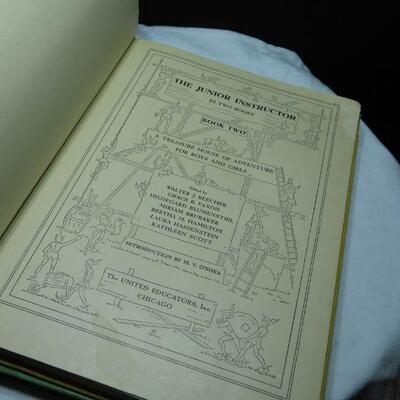 THE JUNIOR INSTRUCTOR
IN TWO BOOKS
BOOK TWO
A TREASURE HOUSE OF ADVENTURE
FOR BOYS AND GIRLS
Edited by
WALTER J. BEECHER
GRACE B. FAXON
HILDEGARD BLUMENSTIEL
MIRIAM BRUBAKER
BERTHA M. HAMILTON
LAURA HASSENSTEIN
KATHLEEN SCOTT
INTRODUCTION BY M. V. O'SHEA
The UNITED EDUCATORS, Inc.
CHICAGO